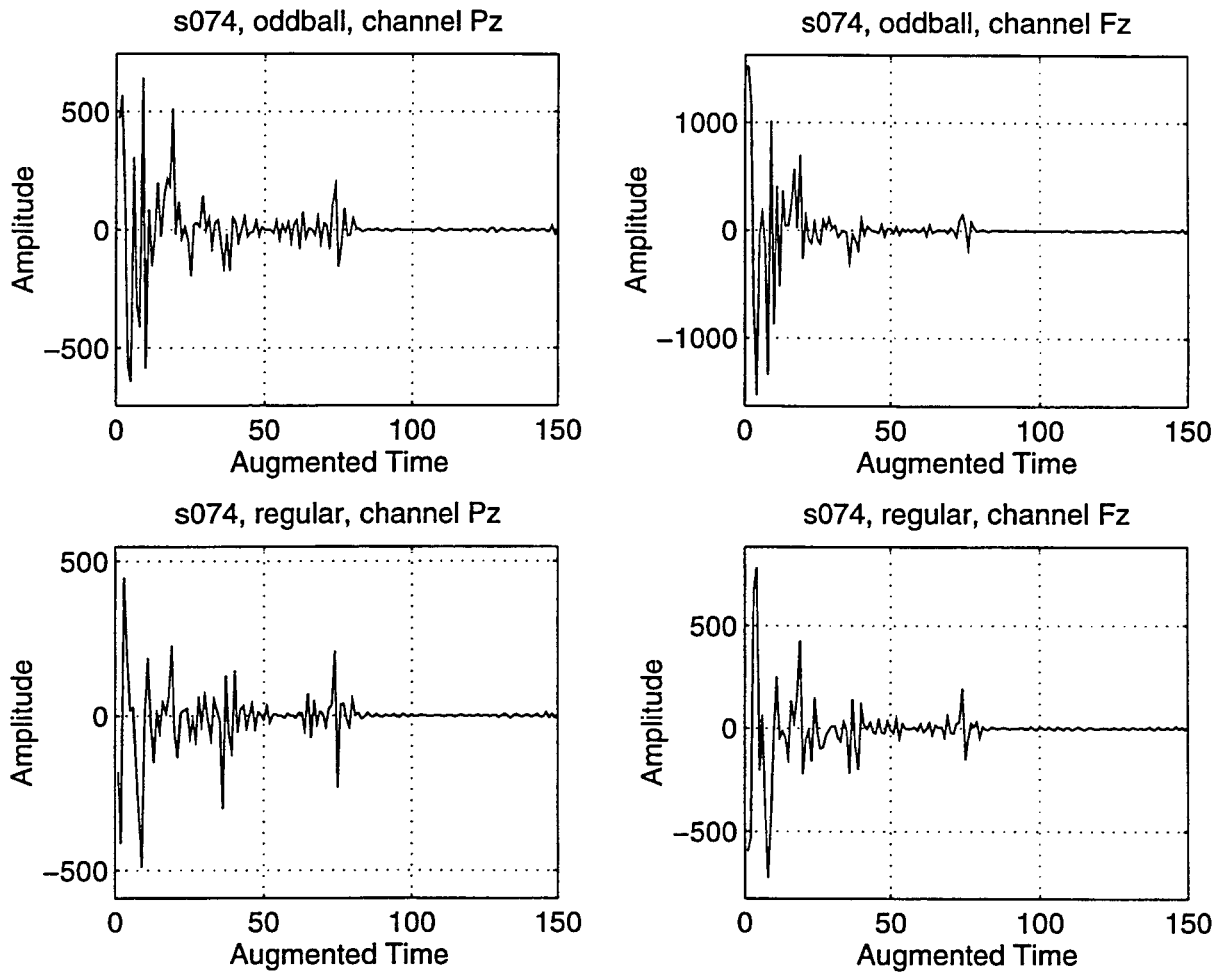 s074, oddball, channel Pz
500
0
−500
Amplitude
0 50 100 150
Augmented Time
s074, oddball, channel Fz
1000
0
−1000
Amplitude
0 50 100 150
Augmented Time
s074, regular, channel Pz
500
0
−500
Amplitude
0 50 100 150
Augmented Time
s074, regular, channel Fz
500
0
−500
Amplitude
0 50 100 150
Augmented Time